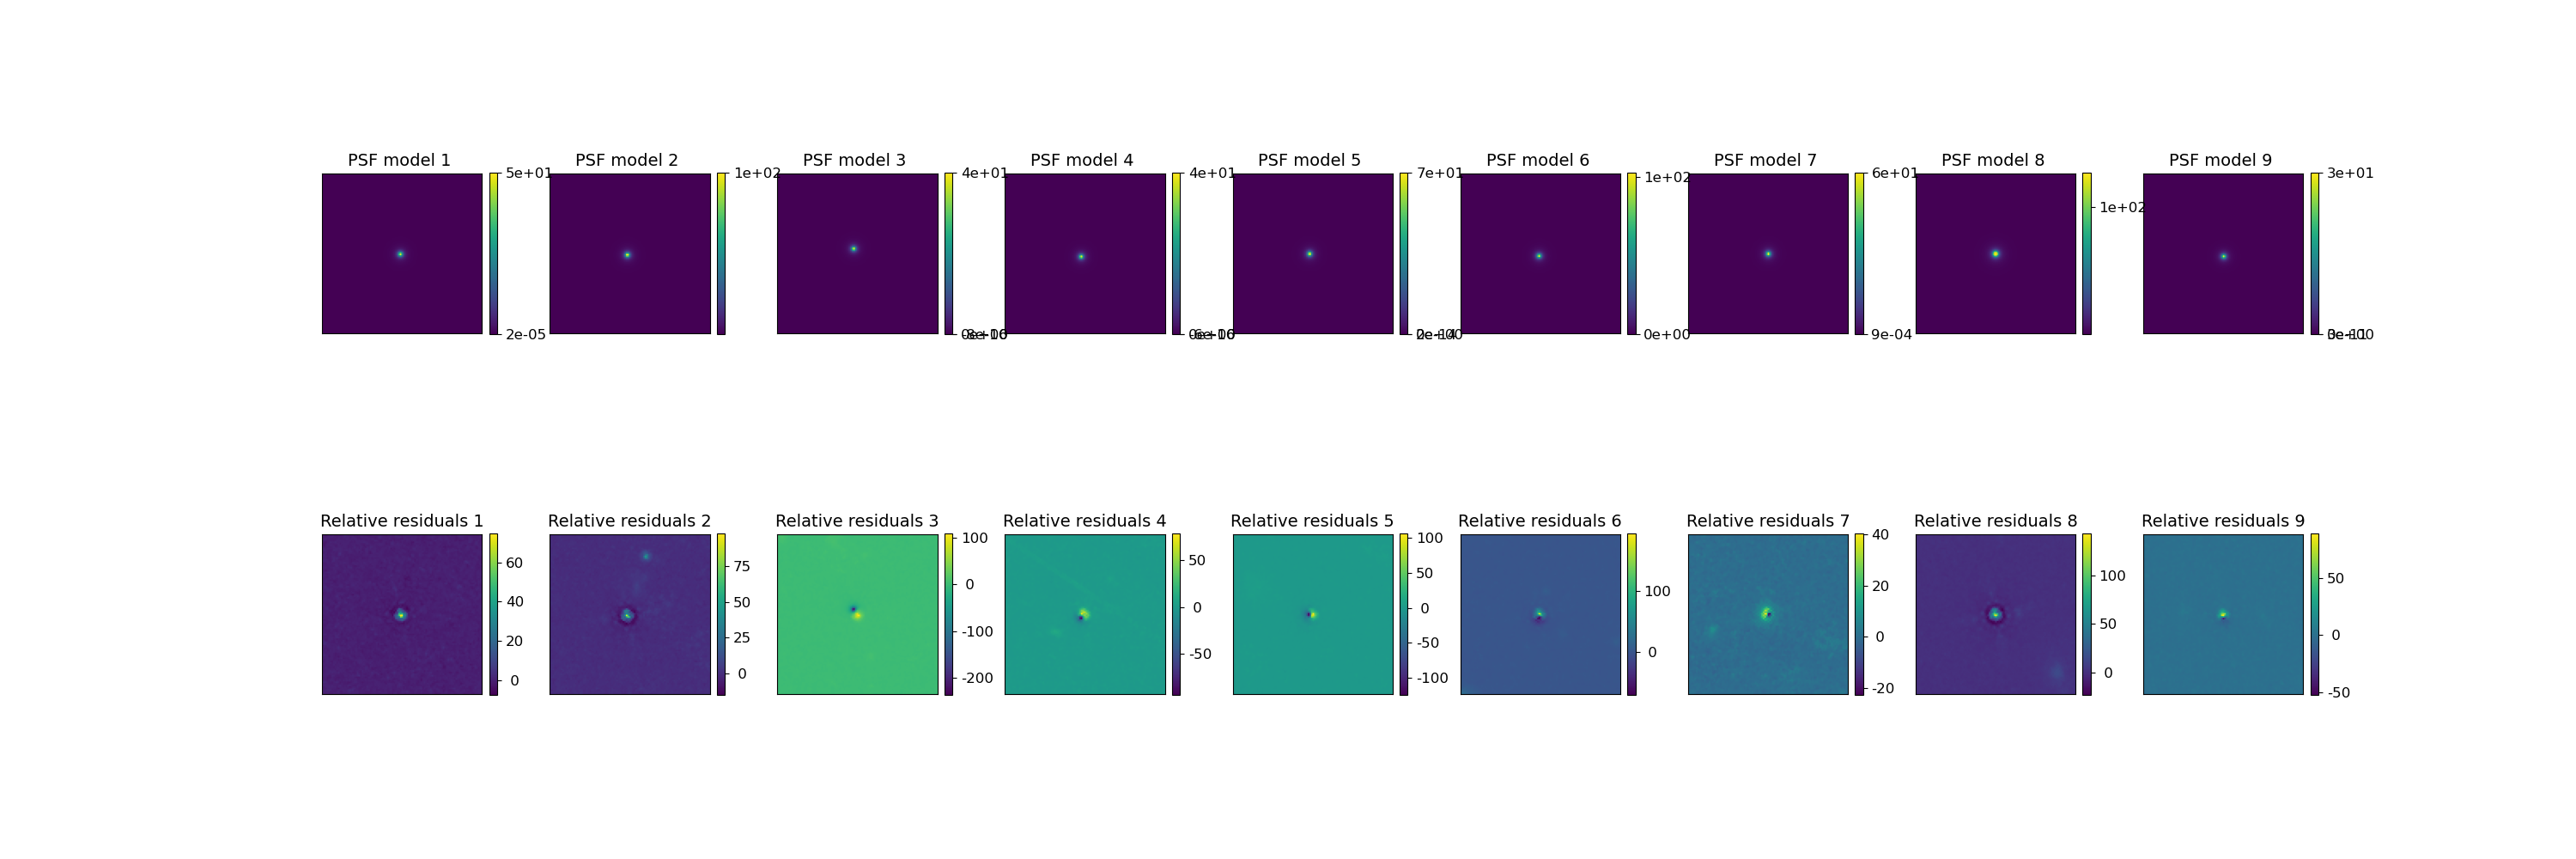 PSF model 1 PSF model 2 PSF model 3 PSF model 4 PSF model 5 PSF model 6 PSF model 7 PSF model 8 PSF model 9
5e+01 1e+02 4e+01 4e+01 7e+01 1e+02 6e+01 1e+02 3e+01
2e-05 0e+00 9e-04
Relative residuals 1 Relative residuals 2 Relative residuals 3 Relative residuals 4 Relative residuals 5 Relative residuals 6 Relative residuals 7 Relative residuals 8 Relative residuals 9
60 40 20 0
75 50 25 0
100 0 -100 -200
50 0 -50
100 50 0 -50 -100
100 0
40 20 0 -20
100 50 0
50 0 -50